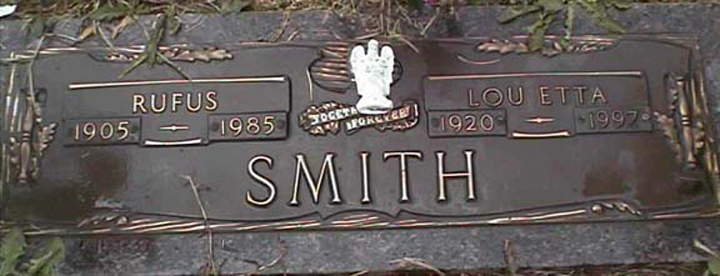 RUFUS
1905 1985
TOGETHER
FOREVER
LOU ETTA
1920 1997
SMITH